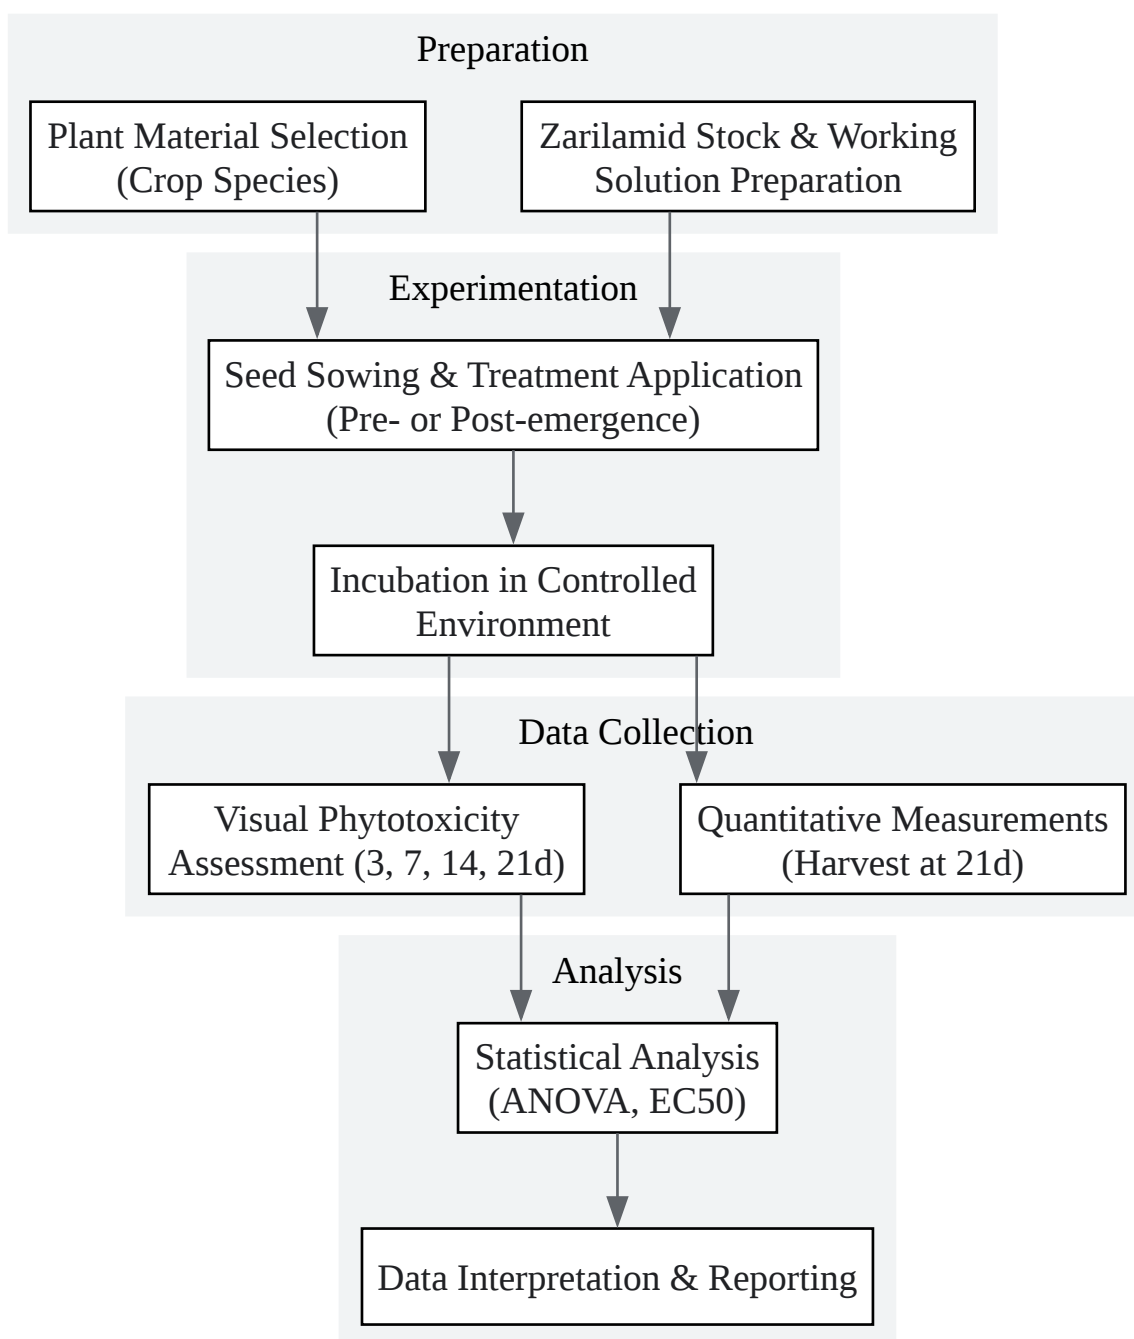 Preparation
Plant Material Selection
(Crop Species)
Zarilamid Stock & Working
Solution Preparation
Experimentation
Seed Sowing & Treatment Application
(Pre- or Post-emergence)
Incubation in Controlled
Environment
Data Collection
Visual Phytotoxicity
Assessment (3, 7, 14, 21d)
Quantitative Measurements
(Harvest at 21d)
Analysis
Statistical Analysis
(ANOVA, EC50)
Data Interpretation & Reporting